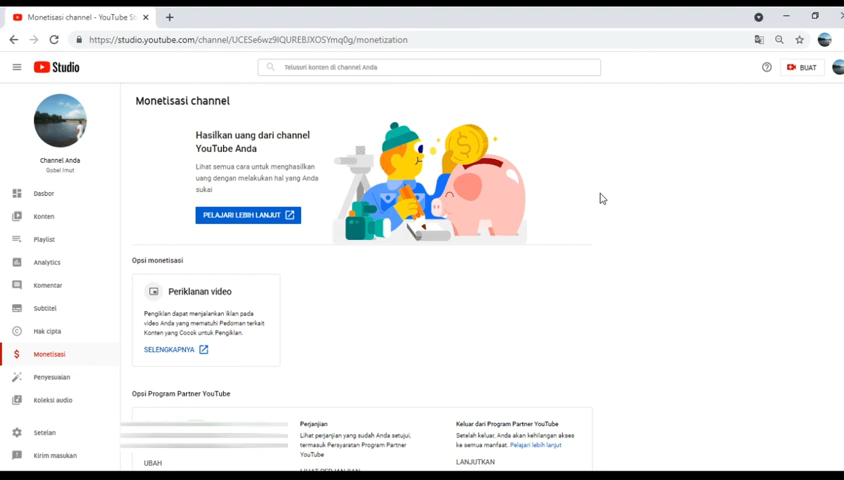 Monetisasi channel - YouTube St
https://studio.youtube.com/channel/UCESe6wz9IQUREBJXOSYmq0g/monetization
Studio
Telusuri konten di channel Anda
BUAT
Channel Anda
Gobel Imut
Dasbor
Konten
Playlist
Analytics
Komentar
Subtitel
Hak cipta
Monetisasi
Penyesuaian
Koleksi audio
Setelan
Kirim masukan
Monetisasi channel
Hasilkan uang dari channel
YouTube Anda
Lihat semua cara untuk menghasilkan
uang dengan melakukan hal yang Anda
sukai
PELAJARI LEBIH LANJUT
Opsi monetisasi
Periklanan video
Pengiklan dapat menjalankan iklan pada
video Anda yang mematuhi Pedoman terkait
Konten yang Cocok untuk Pengiklan.
SELENGKAPNYA
Opsi Program Partner YouTube
UBAH
Perjanjian
Lihat perjanjian yang sudah Anda setujui,
termasuk Persyaratan Program Partner
YouTube
LIHAT PERJANJIAN
Keluar dari Program Partner YouTube
Setelah keluar, Anda akan kehilangan akses
ke semua manfaat. Pelajari lebih lanjut
LANJUTKAN